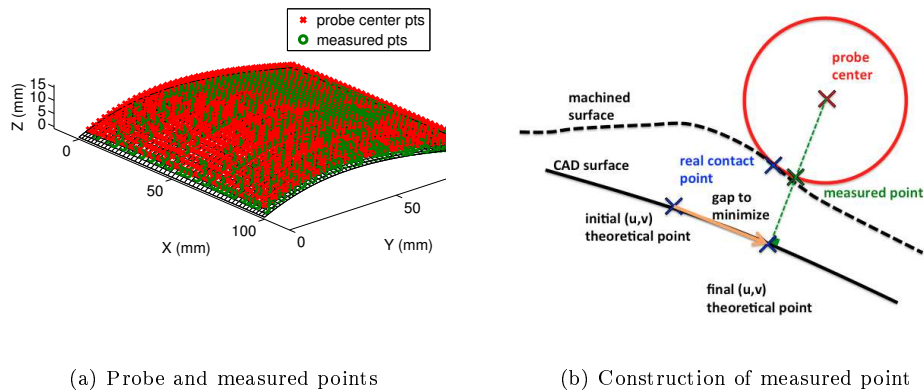 probe center pts
measured pts
Z (mm)
15
10
5
0
0
50
100
X (mm)
0
50
Y (mm)
probe
center
machined
surface
real contact
point
CAD surface
measured point
gap to
minimize
initial (u,v)
theoretical point
final (u,v)
theoretical point
(a) Probe and measured points
(b) Construction of measured point